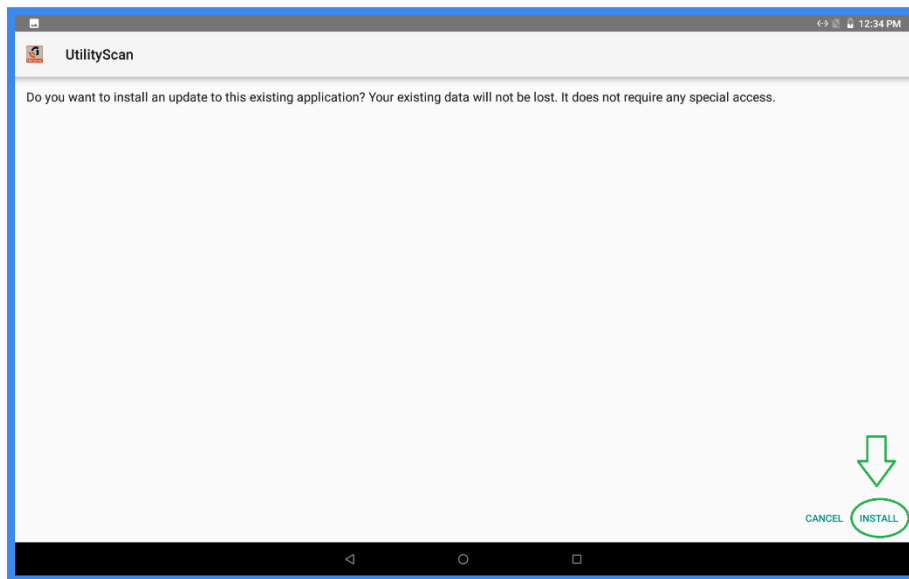 12:34 PM
UtilityScan
Do you want to install an update to this existing application? Your existing data will not be lost. It does not require any special access.
CANCEL INSTALL